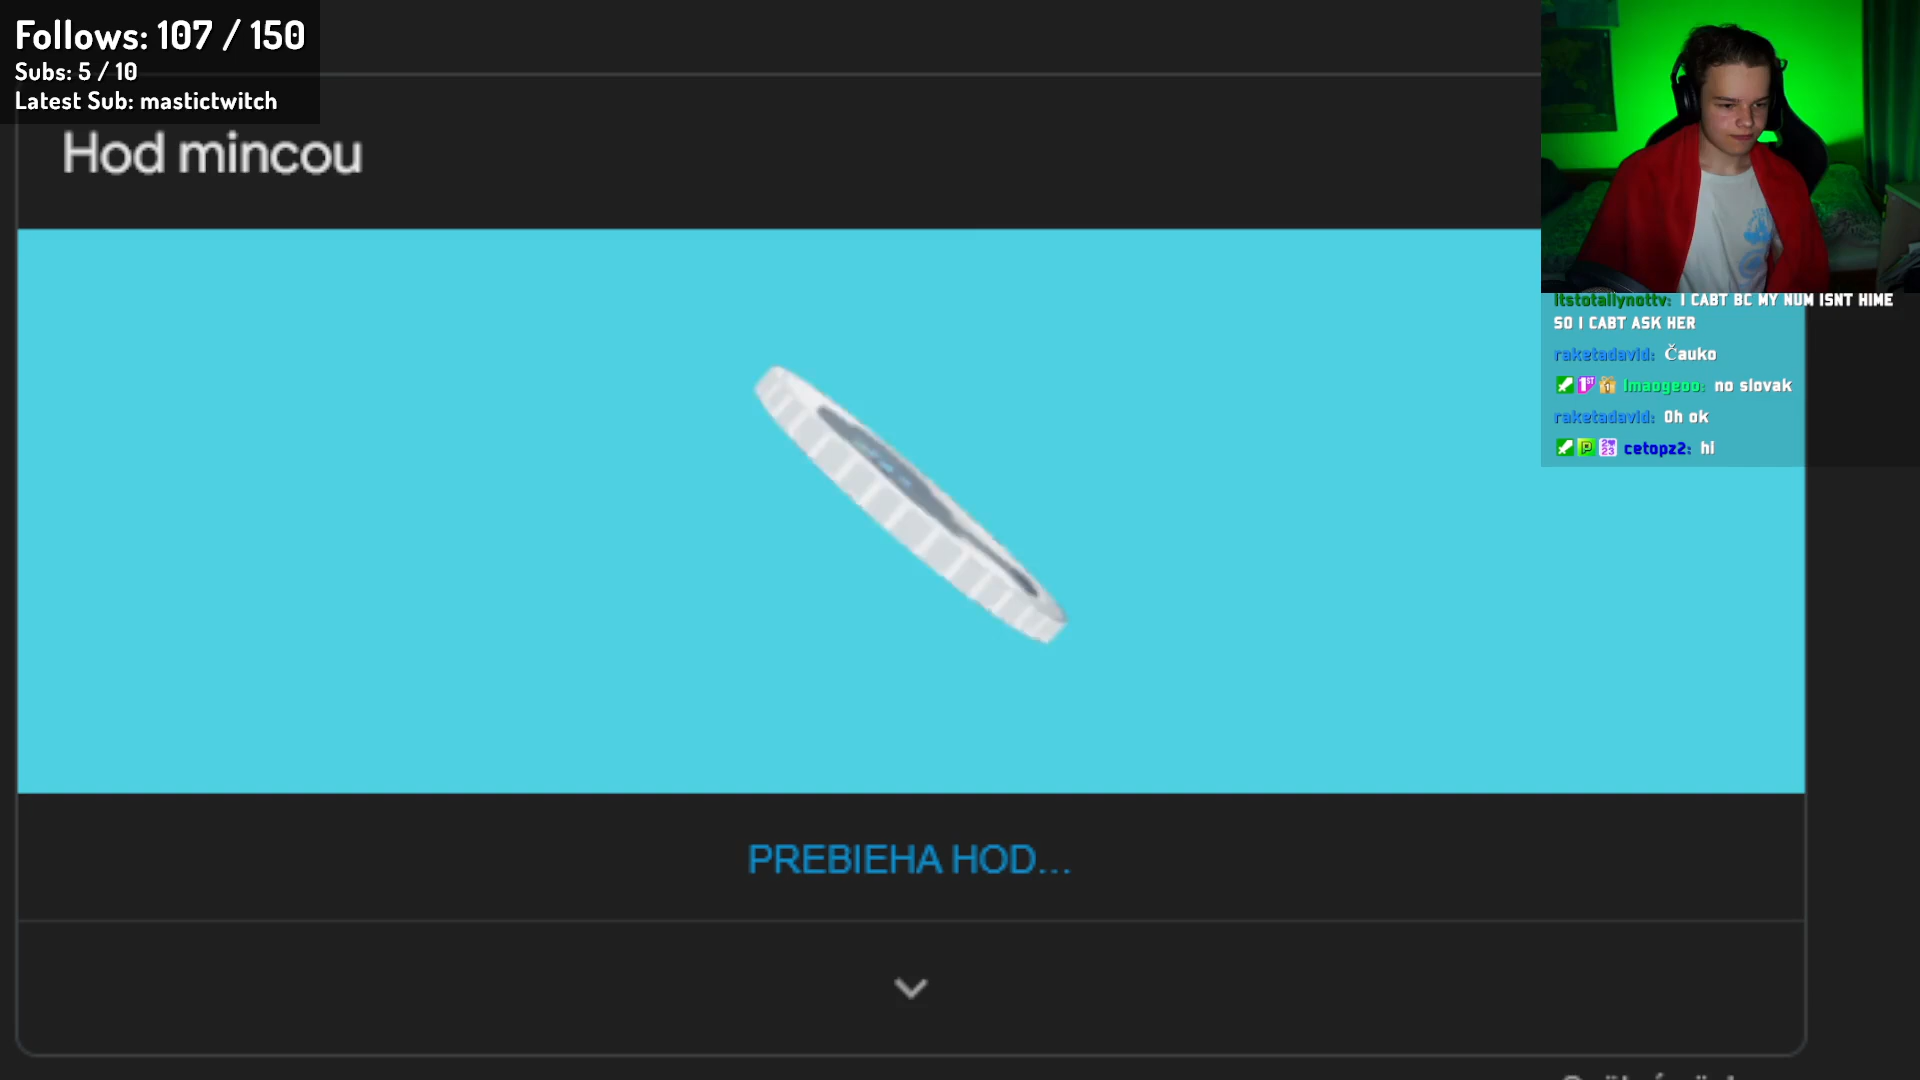 Follows: 107 / 150
Subs: 5 / 10
Latest Sub: mastictwitch
Hod mincou
Itstotallynottv: I CABT BC MY NUM ISNT HIME
SO I CABT ASK HER
raketadavid: Čauko
lmaogeoo: no slovak
raketadavid: Oh ok
cetopz2: hi
PREBIEHA HOD...